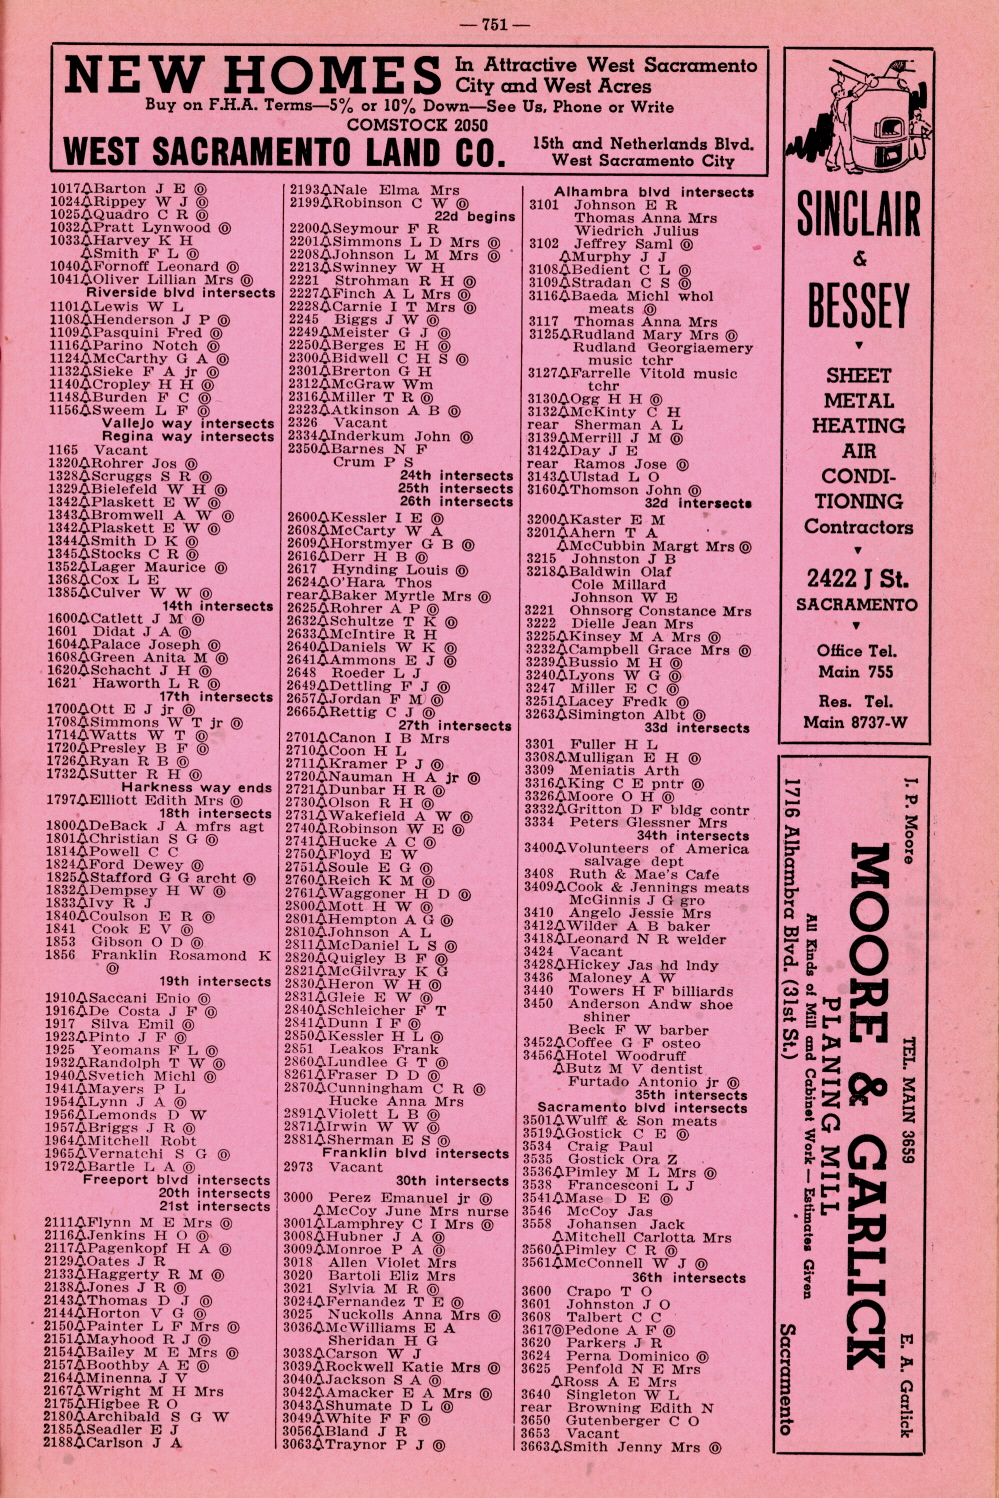 — 751 —
NEW HOMES
In Attractive West Sacramento
City and West Acres
Buy on F.H.A. Terms—5% or 10% Down—See Us, Phone or Write
COMSTOCK 2050
WEST SACRAMENTO LAND CO.
15th and Netherlands Blvd.
West Sacramento City
1017△Barton J E ⓞ
1024△Rippey W J ⓞ
1025△Quadro C R ⓞ
1032△Pratt Lynwood ⓞ
1033△Harvey K H
△Smith F L ⓞ
1040△Fornoff Leonard ⓞ
1041△Oliver Lillian Mrs ⓞ
Riverside blvd intersects
1101△Lewis W L
1108△Henderson J P ⓞ
1109△Pasquini Fred ⓞ
1116△Parino Notch ⓞ
1124△McCarthy G A ⓞ
1132△Sieke F A jr ⓞ
1140△Cropley H H ⓞ
1148△Burden F C ⓞ
1156△Sweem L F ⓞ
Vallejo way intersects
Regina way intersects
1165 Vacant
1320△Rohrer Jos ⓞ
1328△Scruggs S R ⓞ
1329△Bielefeld W H ⓞ
1342△Plaskett E W ⓞ
1343△Bromwell A W ⓞ
1342△Plaskett E W ⓞ
1344△Smith D K ⓞ
1345△Stocks C R ⓞ
1352△Lager Maurice ⓞ
1368△Cox L E
1385△Culver W W ⓞ
14th intersects
1600△Catlett J M ⓞ
1601 Didat J A ⓞ
1604△Palace Joseph ⓞ
1608△Green Anita M ⓞ
1620△Schacht J H ⓞ
1621 Haworth L R ⓞ
17th intersects
1700△Ott E J jr ⓞ
1708△Simmons W T jr ⓞ
1714△Watts W T ⓞ
1720△Presley B F ⓞ
1726△Ryan R B ⓞ
1732△Sutter R H ⓞ
Harkness way ends
1797△Elliott Edith Mrs ⓞ
18th intersects
1800△DeBack J A mfrs agt
1801△Christian S G ⓞ
1814△Powell C C
1824△Ford Dewey ⓞ
1825△Stafford G G archt ⓞ
1832△Dempsey H W ⓞ
1833△Ivy R J
1840△Coulson E R ⓞ
1841 Cook E V ⓞ
1853 Gibson O D ⓞ
1856 Franklin Rosamond K
ⓞ
19th intersects
1910△Saccani Enio ⓞ
1916△De Costa J F ⓞ
1917 Silva Emil ⓞ
1923△Pinto J F ⓞ
1925 Yeomans F L ⓞ
1932△Randolph T W ⓞ
1940△Svetich Michl ⓞ
1941△Mayers P L
1954△Lynn J A ⓞ
1956△Lemonds D W
1957△Briggs J R ⓞ
1964△Mitchell Robt
1965△Vernatchi S G ⓞ
1972△Bartle L A ⓞ
Freeport blvd intersects
20th intersects
21st intersects
2111△Flynn M E Mrs ⓞ
2116△Jenkins H O ⓞ
2117△Pagenkopf H A ⓞ
2129△Oates J R
2133△Haggerty R M ⓞ
2138△Jones J R ⓞ
2143△Thomas D J ⓞ
2144△Horton V G ⓞ
2150△Painter L F Mrs ⓞ
2151△Mayhood R J ⓞ
2154△Bailey M E Mrs ⓞ
2157△Boothby A E ⓞ
2164△Minenna J V
2167△Wright M H Mrs
2175△Higbee R O
2180△Archibald S G W
2185△Seadler E J
2188△Carlson J A
2193△Nale Elma Mrs
2199△Robinson C W ⓞ
22d begins
2200△Seymour F R
2201△Simmons L D Mrs ⓞ
2208△Johnson L M Mrs ⓞ
2213△Swinney W H
2221 Strohman R H ⓞ
2227△Finch A L Mrs ⓞ
2228△Carnie I T Mrs ⓞ
2245 Biggs J W ⓞ
2249△Meister G J ⓞ
2250△Berges E H ⓞ
2300△Bidwell C H S ⓞ
2301△Brerton G H
2312△McGraw Wm
2316△Miller T R ⓞ
2323△Atkinson A B ⓞ
2326 Vacant
2334△Inderkum John ⓞ
2350△Barnes N F
Crum P S
24th intersects
25th intersects
26th intersects
2600△Kessler I E ⓞ
2608△McCarty W A
2609△Horstmyer G B ⓞ
2616△Derr H B ⓞ
2617 Hynding Louis ⓞ
2624△O'Hara Thos
rear△Baker Myrtle Mrs ⓞ
2625△Rohrer A P ⓞ
2632△Schultze T K ⓞ
2633△McIntire R H
2640△Daniels W K ⓞ
2641△Ammons E J ⓞ
2648 Roeder L J
2649△Dettling F J ⓞ
2657△Jordan F M ⓞ
2665△Rettig C J ⓞ
27th intersects
2701△Canon I B Mrs
2710△Coon H L
2711△Kramer P J ⓞ
2720△Nauman H A jr ⓞ
2721△Dunbar H R ⓞ
2730△Olson R H ⓞ
2731△Wakefield A W ⓞ
2740△Robinson W E ⓞ
2741△Hucke A C ⓞ
2750△Floyd E W
2751△Soule E G ⓞ
2760△Reich K M ⓞ
2761△Waggoner H D ⓞ
2800△Mott H W ⓞ
2801△Hempton A G ⓞ
2810△Johnson A L
2811△McDaniel L S ⓞ
2820△Quigley B F ⓞ
2821△McGilvray K G
2830△Heron W H ⓞ
2831△Gleie E W ⓞ
2840△Schleicher F T
2841△Dunn I F ⓞ
2850△Kessler H L ⓞ
2851 Leakos Frank
2860△Lundlee G T ⓞ
8261△Fraser D D ⓞ
2870△Cunningham C R ⓞ
Hucke Anna Mrs
2891△Violett L B ⓞ
2871△Irwin W W ⓞ
2881△Sherman E S ⓞ
Franklin blvd intersects
2973 Vacant
30th intersects
3000 Perez Emanuel jr ⓞ
△McCoy June Mrs nurse
3001△Lamphrey C I Mrs ⓞ
3008△Hubner J A ⓞ
3009△Monroe P A ⓞ
3018 Allen Violet Mrs
3020 Bartoli Eliz Mrs
3021 Sylvia M R ⓞ
3024△Fernandez T E ⓞ
3025 Nuckolls Anna Mrs ⓞ
3036△McWilliams E A
Sheridan H G
3038△Carson W J
3039△Rockwell Katie Mrs ⓞ
3040△Jackson S A ⓞ
3042△Amacker E A Mrs ⓞ
3043△Shumate D L ⓞ
3049△White F F ⓞ
3056△Bland J R
3063△Traynor P J ⓞ
Alhambra blvd intersects
3101 Johnson E R
Thomas Anna Mrs
Wiedrich Julius
3102 Jeffrey Saml ⓞ
△Murphy J J
3108△Bedient C L ⓞ
3109△Stradan C S ⓞ
3116△Baeda Michl whol
meats ⓞ
3117 Thomas Anna Mrs
3125△Rudland Mary Mrs ⓞ
Rudland Georgiaemery
music tchr
3127△Farrelle Vitold music
tchr
3130△Ogg H H ⓞ
3132△McKinty C H
rear Sherman A L
3139△Merrill J M ⓞ
3142△Day J E
rear Ramos Jose ⓞ
3143△Ulstad L O
3160△Thomson John ⓞ
32d intersects
3200△Kaster E M
3201△Ahern T A
△McCubbin Margt Mrs ⓞ
3215 Johnston J B
3218△Baldwin Olaf
Cole Millard
Johnson W E
3221 Ohnsorg Constance Mrs
3222 Dielle Jean Mrs
3225△Kinsey M A Mrs ⓞ
3232△Campbell Grace Mrs ⓞ
3239△Bussio M H ⓞ
3240△Lyons W G ⓞ
3247 Miller E C ⓞ
3251△Lacey Fredk ⓞ
3263△Simington Albt ⓞ
33d intersects
3301 Fuller H L
3308△Mulligan E H ⓞ
3309 Meniatis Arth
3316△King C E pntr ⓞ
3326△Moore O H ⓞ
3332△Gritton D F bldg contr
3334 Peters Glessner Mrs
34th intersects
3400△Volunteers of America
salvage dept
3408 Ruth & Mae's Cafe
3409△Cook & Jennings meats
McGinnis J G gro
3410 Angelo Jessie Mrs
3412△Wilder A B baker
3418△Leonard N R welder
3424 Vacant
3428△Hickey Jas hd lndy
3436 Maloney A W
3440 Towers H F billiards
3450 Anderson Andw shoe
shiner
Beck F W barber
3452△Coffee G F osteo
3456△Hotel Woodruff
△Butz M V dentist
Furtado Antonio jr ⓞ
35th intersects
Sacramento blvd intersects
3501△Wulff & Son meats
3519△Gostick C E ⓞ
3534 Craig Paul
3535 Gostick Ora Z
3536△Pimley M L Mrs ⓞ
3538 Francesconi L J
3541△Mase D E ⓞ
3546 McCoy Jas
3558 Johansen Jack
△Mitchell Carlotta Mrs
3560△Pimley C R ⓞ
3561△McConnell W J ⓞ
36th intersects
3600 Crapo T O
3601 Johnston J O
3608 Talbert C C
3617ⓞPedone A F ⓞ
3620 Parkers J R
3624 Perna Dominico ⓞ
3625 Penfold N E Mrs
△Ross A E Mrs
3640 Singleton W L
rear Browning Edith N
3650 Gutenberger C O
3653 Vacant
3663△Smith Jenny Mrs ⓞ
SINCLAIR
&
BESSEY
▼
SHEET
METAL
HEATING
AIR
CONDI-
TIONING
Contractors
▼
2422 J St.
SACRAMENTO
▼
Office Tel.
Main 755
Res. Tel.
Main 8737-W
J. P. Moore
TEL. MAIN 3659
E. A. Garlick
MOORE & GARLICK
PLANING MILL
All Kinds of Mill and Cabinet Work — Estimates Given
1716 Alhambra Blvd. (31st St.)
Sacramento